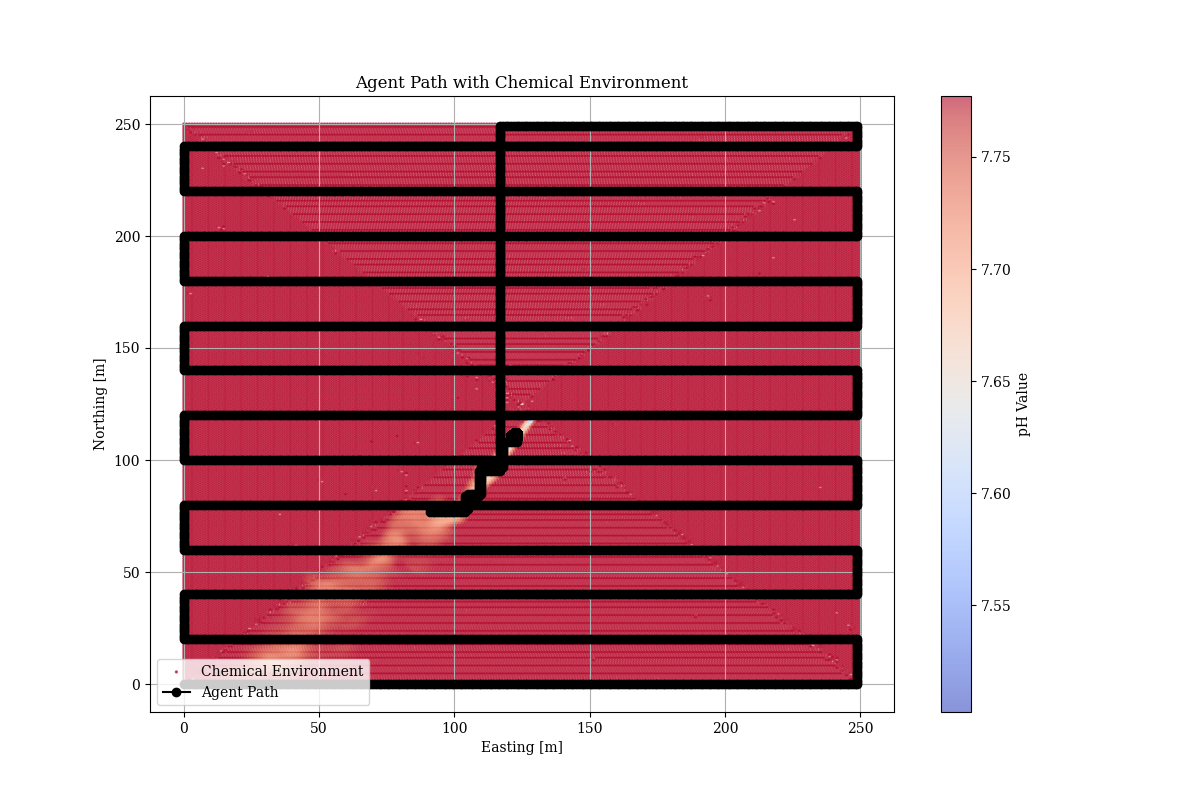 Agent Path with Chemical Environment
250
200
150
100
50
0
Northing [m]
0
50
100
150
200
250
Easting [m]
Chemical Environment
Agent Path
7.75
7.70
7.65
7.60
7.55
pH Value